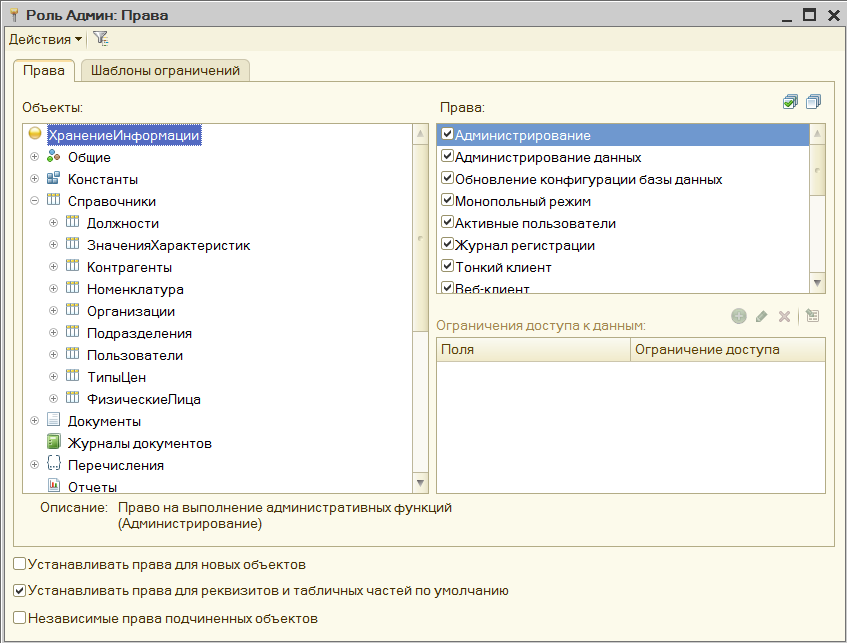 Роль Админ: Права
Действия
Права
Шаблоны ограничений
Объекты:
ХранениеИнформации
Общие
Константы
Справочники
Должности
ЗначенияХарактеристик
Контрагенты
Номенклатура
Организации
Подразделения
Пользователи
ТипыЦен
ФизическиеЛица
Документы
Журналы документов
Перечисления
Отчеты
Права:
Администрирование
Администрирование данных
Обновление конфигурации базы данных
Монопольный режим
Активные пользователи
Журнал регистрации
Тонкий клиент
Веб-клиент
Ограничения доступа к данным:
Поля
Ограничение доступа
Описание: Право на выполнение административных функций
(Администрирование)
Устанавливать права для новых объектов
Устанавливать права для реквизитов и табличных частей по умолчанию
Независимые права подчиненных объектов